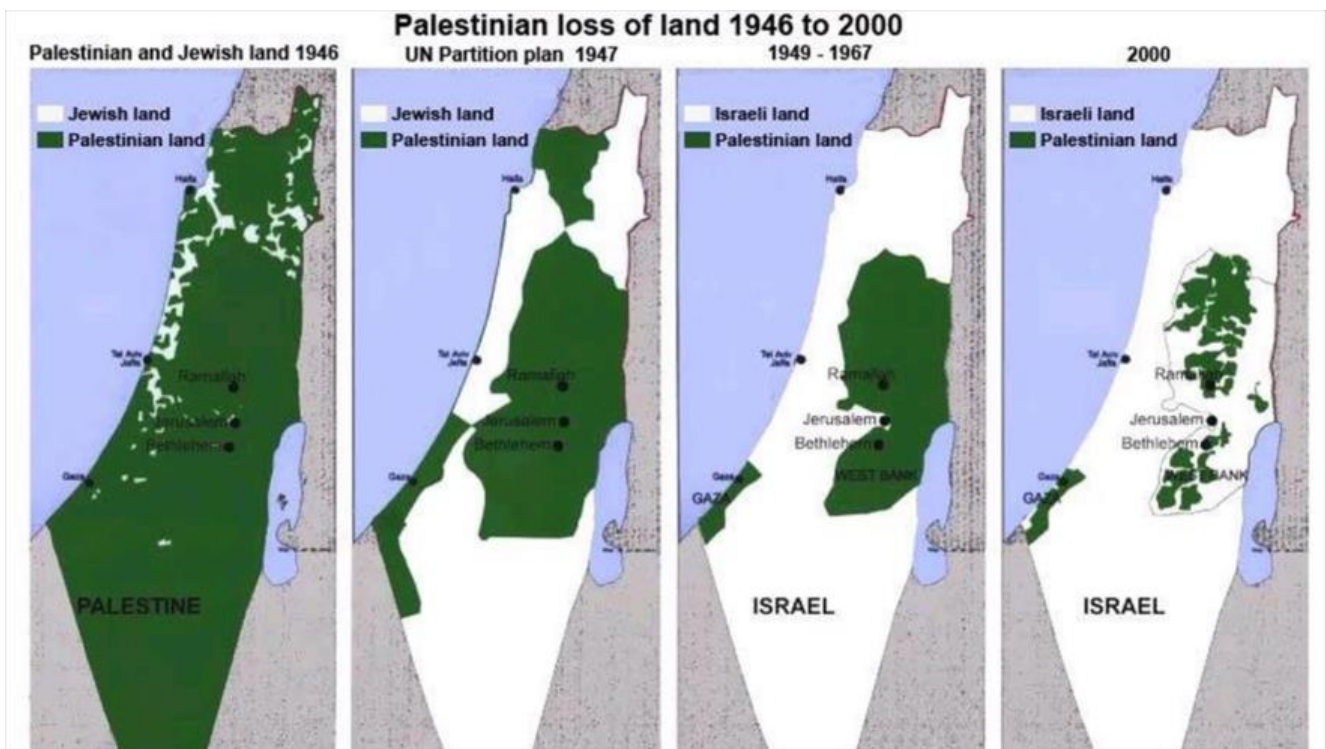 Palestinian loss of land 1946 to 2000
Palestinian and Jewish land 1946
Jewish land
Palestinian land
Haifa
Tel Aviv
Jaffa
Ramallah
Jerusalem
Bethlehem
Gaza
PALESTINE
UN Partition plan 1947
Jewish land
Palestinian land
Haifa
Tel Aviv
Jaffa
Ramallah
Jerusalem
Bethlehem
Gaza
1949 - 1967
Israeli land
Palestinian land
Haifa
Tel Aviv
Jaffa
Ramallah
Jerusalem
Bethlehem
WEST BANK
Gaza
GAZA
ISRAEL
2000
Israeli land
Palestinian land
Haifa
Tel Aviv
Jaffa
Ramallah
Jerusalem
Bethlehem
WEST BANK
Gaza
GAZA
ISRAEL